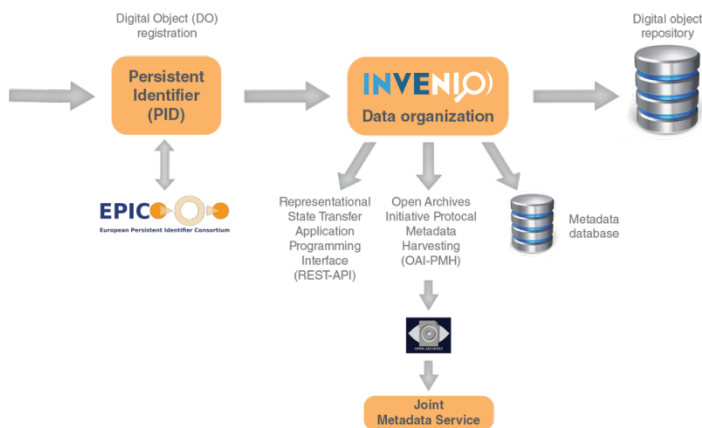 Digital Object (DO)
registration
Persistent
Identifier
(PID)
EPIC
European Persistent Identifier Consortium
INVENIO
Data organization
Digital object
repository
Representational
State Transfer
Application
Programming
Interface
(REST-API)
Open Archives
Initiative Protocal
Metadata
Harvesting
(OAI-PMH)
Metadata
database
OPEN ARCHIVES
Joint
Metadata Service